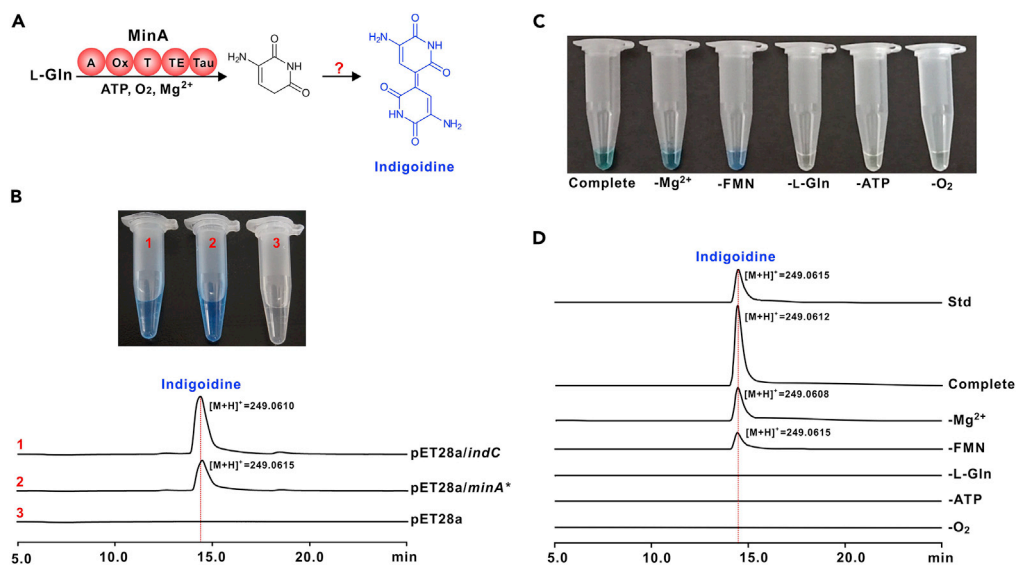 A
MinA
A Ox T TE Tau
L-Gln
ATP, O₂, Mg²⁺
H₂N
O
NH
O
?
H₂N
O
NH
O
O
HN
O
NH₂
Indigoidine
B
1 2 3
Indigoidine
[M+H]⁺=249.0610
1
pET28a/indC
[M+H]⁺=249.0615
2
pET28a/minA*
3
pET28a
5.0 10.0 15.0 20.0 min
C
Complete -Mg²⁺ -FMN -L-Gln -ATP -O₂
D
Indigoidine
[M+H]⁺=249.0615
Std
[M+H]⁺=249.0612
Complete
[M+H]⁺=249.0608
-Mg²⁺
[M+H]⁺=249.0615
-FMN
-L-Gln
-ATP
-O₂
5.0 10.0 15.0 20.0 min